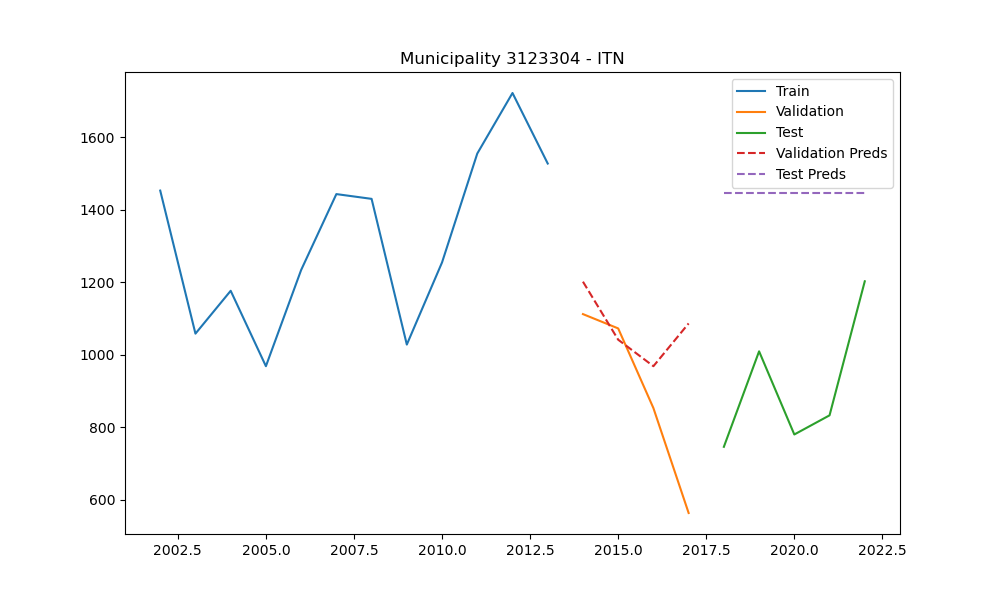 Municipality 3123304 - ITN
Train
Validation
Test
Validation Preds
Test Preds
1600
1400
1200
1000
800
600
2002.5 2005.0 2007.5 2010.0 2012.5 2015.0 2017.5 2020.0 2022.5